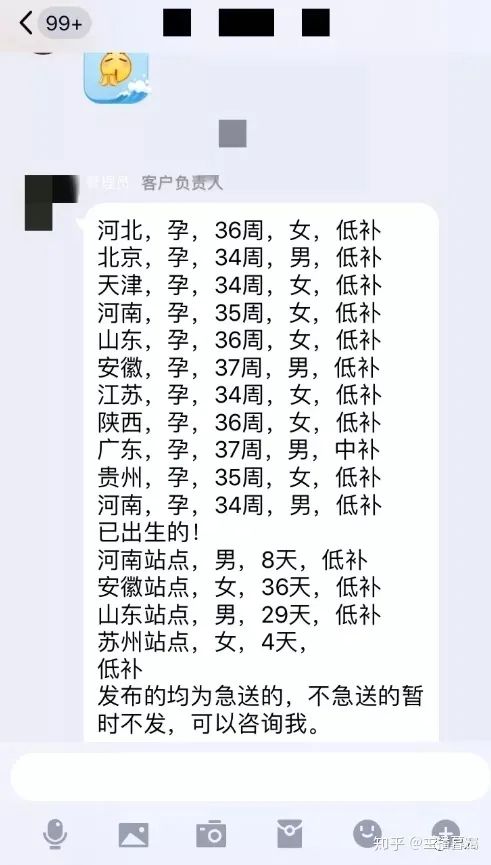 99+
管理员 客户负责人
河北，孕，36周，女，低补
北京，孕，34周，男，低补
天津，孕，34周，女，低补
河南，孕，35周，女，低补
山东，孕，36周，女，低补
安徽，孕，37周，男，低补
江苏，孕，34周，女，低补
陕西，孕，36周，女，低补
广东，孕，37周，男，中补
贵州，孕，35周，女，低补
河南，孕，34周，男，低补
已出生的！
河南站点，男，8天，低补
安徽站点，女，36天，低补
山东站点，男，29天，低补
苏州站点，女，4天，
低补
发布的均为急送的，不急送的暂
时不发，可以咨询我。
知乎